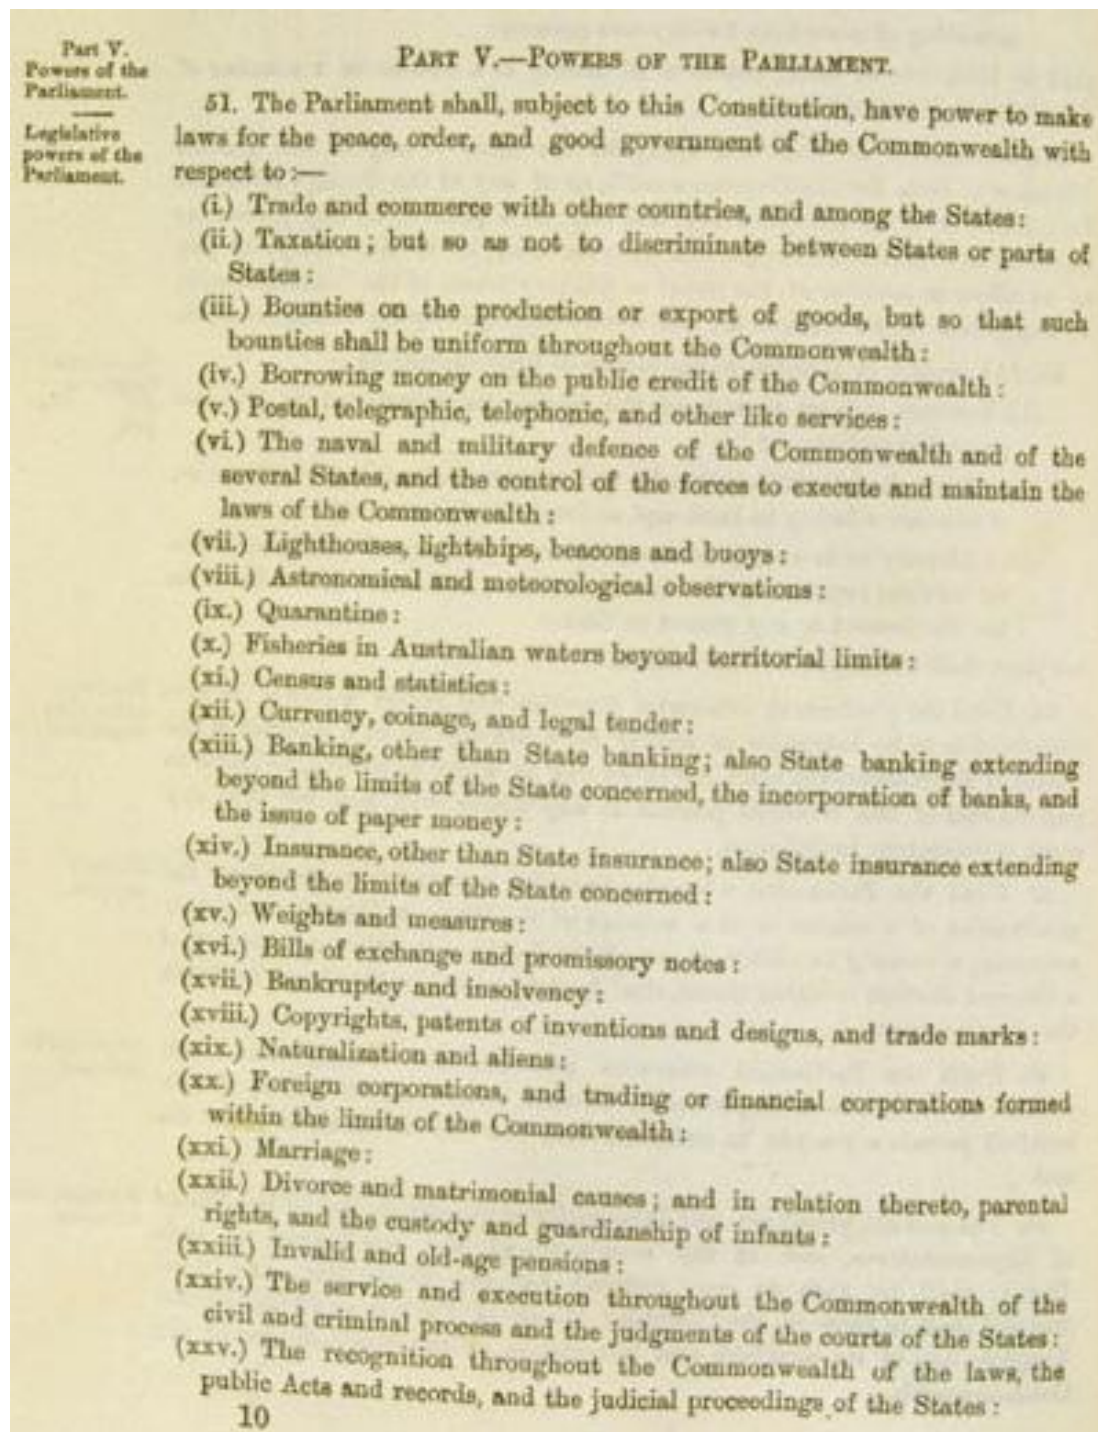 Part V.
Powers of the
Parliament.
Legislative
powers of the
Parliament.
PART V.—POWERS OF THE PARLIAMENT.
51. The Parliament shall, subject to this Constitution, have power to make
laws for the peace, order, and good government of the Commonwealth with
respect to:—
(i.) Trade and commerce with other countries, and among the States:
(ii.) Taxation; but so as not to discriminate between States or parts of
States:
(iii.) Bounties on the production or export of goods, but so that such
bounties shall be uniform throughout the Commonwealth:
(iv.) Borrowing money on the public credit of the Commonwealth:
(v.) Postal, telegraphic, telephonic, and other like services:
(vi.) The naval and military defence of the Commonwealth and of the
several States, and the control of the forces to execute and maintain the
laws of the Commonwealth:
(vii.) Lighthouses, lightships, beacons and buoys:
(viii.) Astronomical and meteorological observations:
(ix.) Quarantine:
(x.) Fisheries in Australian waters beyond territorial limits:
(xi.) Census and statistics:
(xii.) Currency, coinage, and legal tender:
(xiii.) Banking, other than State banking; also State banking extending
beyond the limits of the State concerned, the incorporation of banks, and
the issue of paper money:
(xiv.) Insurance, other than State insurance; also State insurance extending
beyond the limits of the State concerned:
(xv.) Weights and measures:
(xvi.) Bills of exchange and promissory notes:
(xvii.) Bankruptcy and insolvency:
(xviii.) Copyrights, patents of inventions and designs, and trade marks:
(xix.) Naturalization and aliens:
(xx.) Foreign corporations, and trading or financial corporations formed
within the limits of the Commonwealth:
(xxi.) Marriage:
(xxii.) Divorce and matrimonial causes; and in relation thereto, parental
rights, and the custody and guardianship of infants:
(xxiii.) Invalid and old-age pensions:
(xxiv.) The service and execution throughout the Commonwealth of the
civil and criminal process and the judgments of the courts of the States:
(xxv.) The recognition throughout the Commonwealth of the laws, the
public Acts and records, and the judicial proceedings of the States:
10